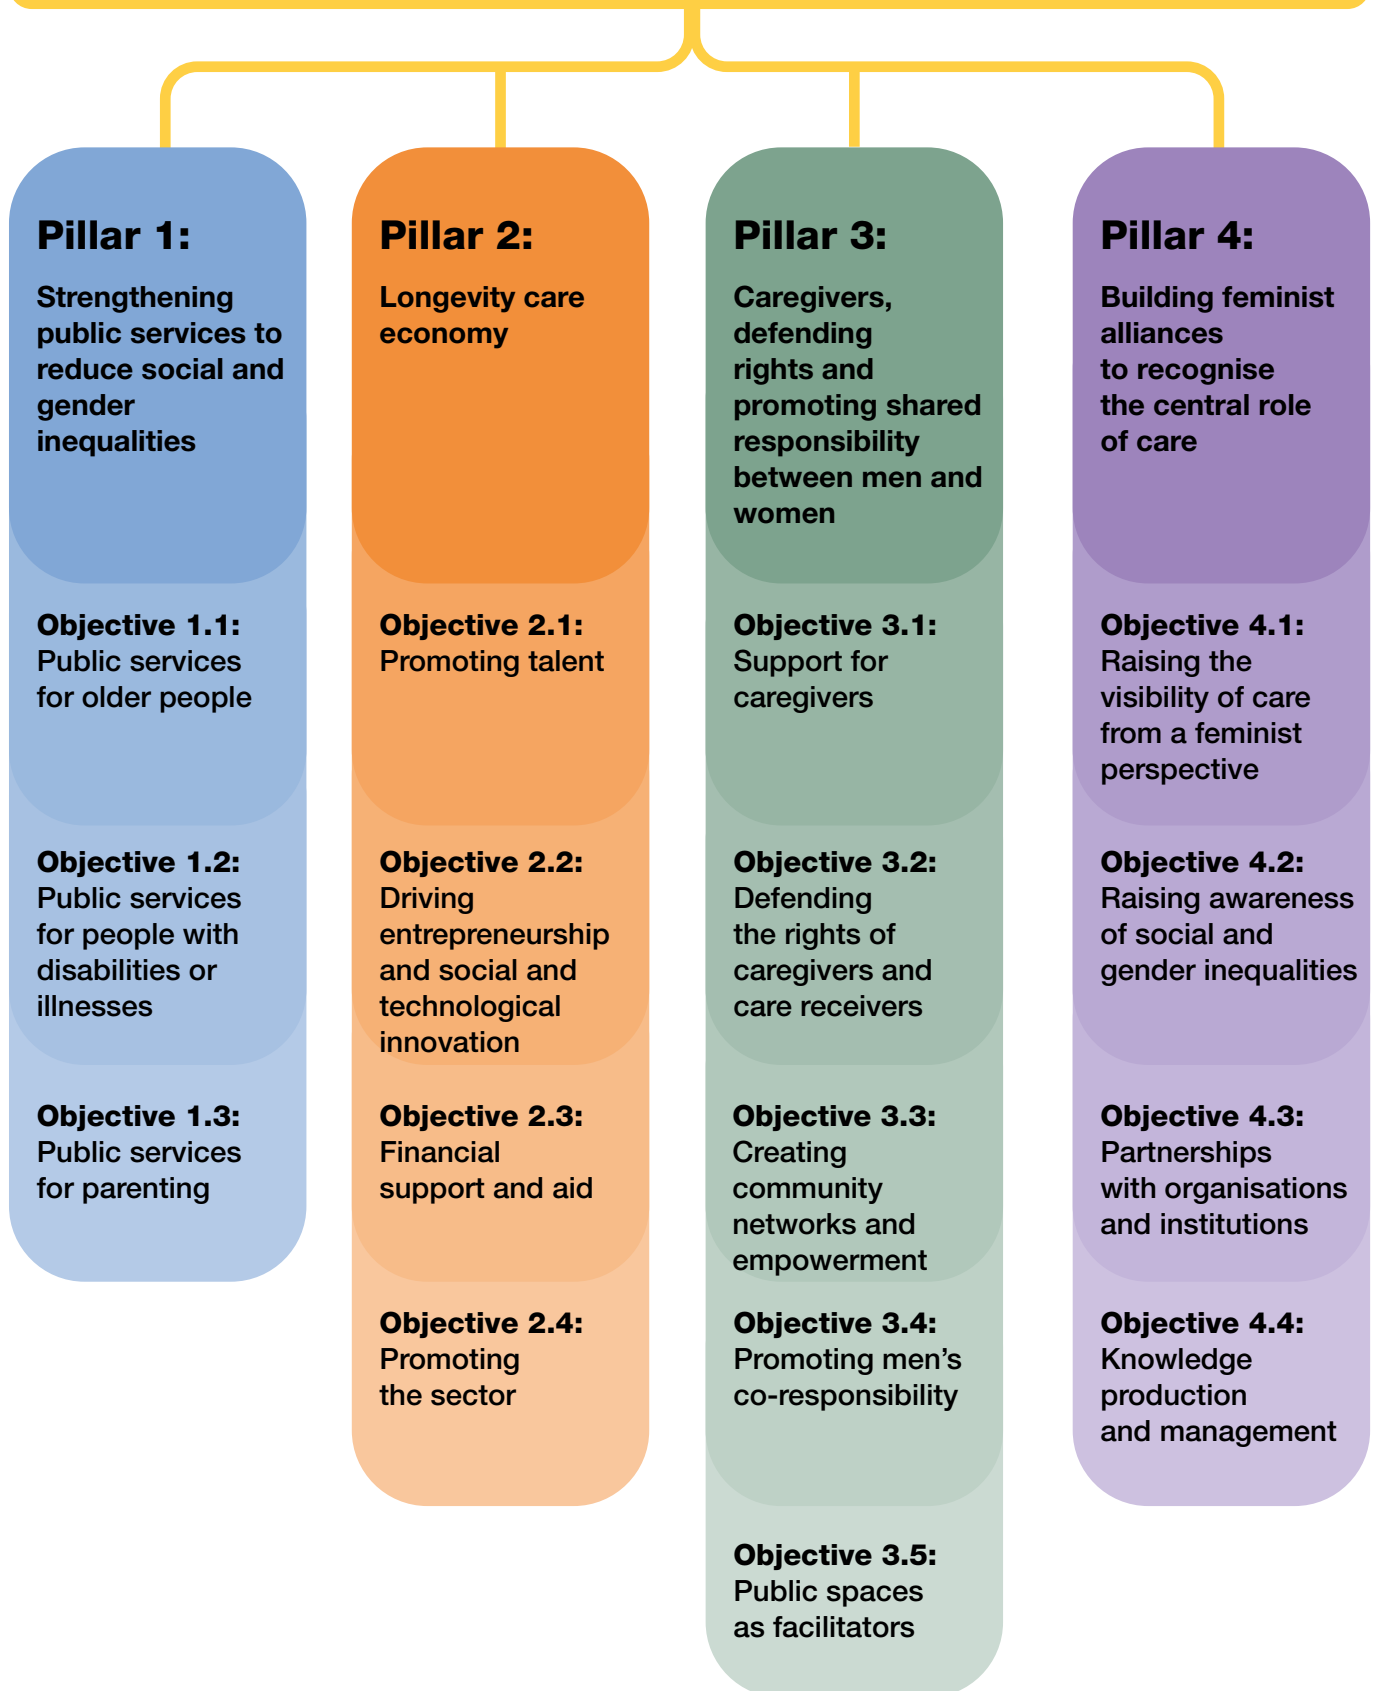 Pillar 1:
Strengthening
public services to
reduce social and
gender
inequalities
Objective 1.1:
Public services
for older people
Objective 1.2:
Public services
for people with
disabilities or
illnesses
Objective 1.3:
Public services
for parenting
Pillar 2:
Longevity care
economy
Objective 2.1:
Promoting talent
Objective 2.2:
Driving
entrepreneurship
and social and
technological
innovation
Objective 2.3:
Financial
support and aid
Objective 2.4:
Promoting
the sector
Pillar 3:
Caregivers,
defending
rights and
promoting shared
responsibility
between men and
women
Objective 3.1:
Support for
caregivers
Objective 3.2:
Defending
the rights of
caregivers and
care receivers
Objective 3.3:
Creating
community
networks and
empowerment
Objective 3.4:
Promoting men’s
co-responsibility
Objective 3.5:
Public spaces
as facilitators
Pillar 4:
Building feminist
alliances
to recognise
the central role
of care
Objective 4.1:
Raising the
visibility of care
from a feminist
perspective
Objective 4.2:
Raising awareness
of social and
gender inequalities
Objective 4.3:
Partnerships
with organisations
and institutions
Objective 4.4:
Knowledge
production
and management